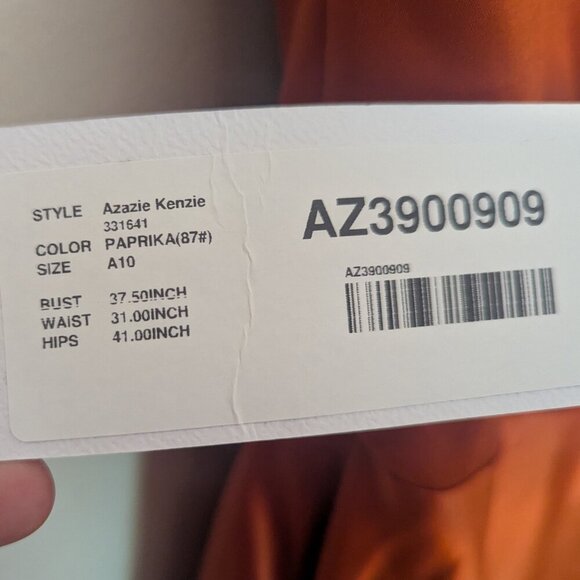 STYLE Azazie Kenzie
331641
COLOR PAPRIKA(87#)
SIZE A10
BUST 37.50INCH
WAIST 31.00INCH
HIPS 41.00INCH
AZ3900909
AZ3900909